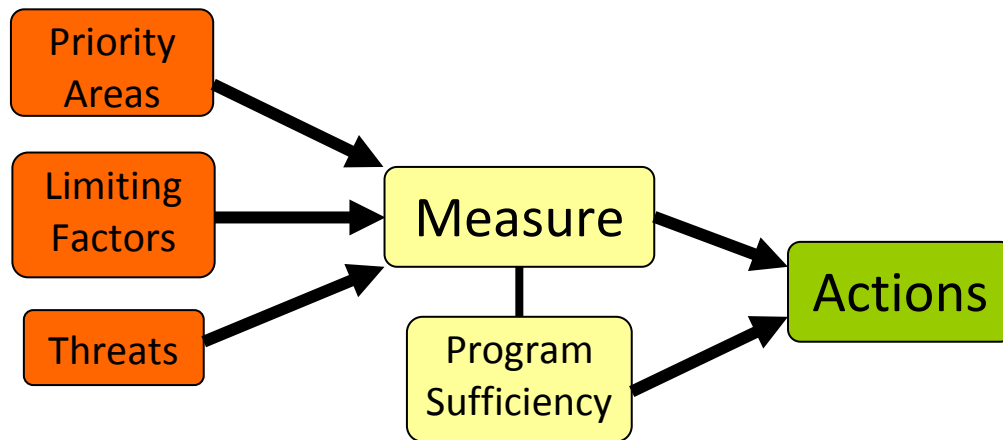 Priority
Areas
Limiting
Factors
Threats
Measure
Program
Sufficiency
Actions